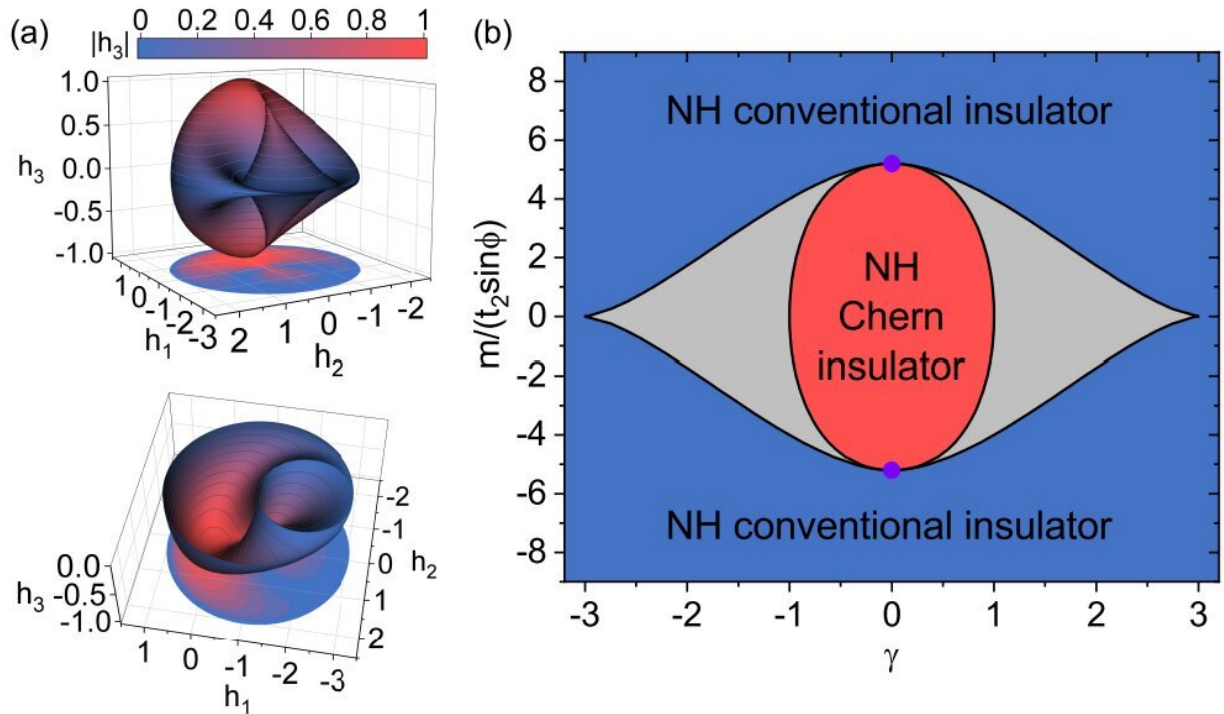 (a)
0 0.2 0.4 0.6 0.8 1
|h3|
1.0
0.5
0.0
-0.5
-1.0
h3
1 0 -1 -2 -3
h1
2 1 0 -1 -2
h2
0.0
-0.5
-1.0
h3
1 0 -1 -2 -3
h1
-2
-1
0
1
2
h2
(b)
NH conventional insulator
NH
Chern
insulator
NH conventional insulator
8
6
4
2
0
-2
-4
-6
-8
m/(t2sinϕ)
-3 -2 -1 0 1 2 3
γ